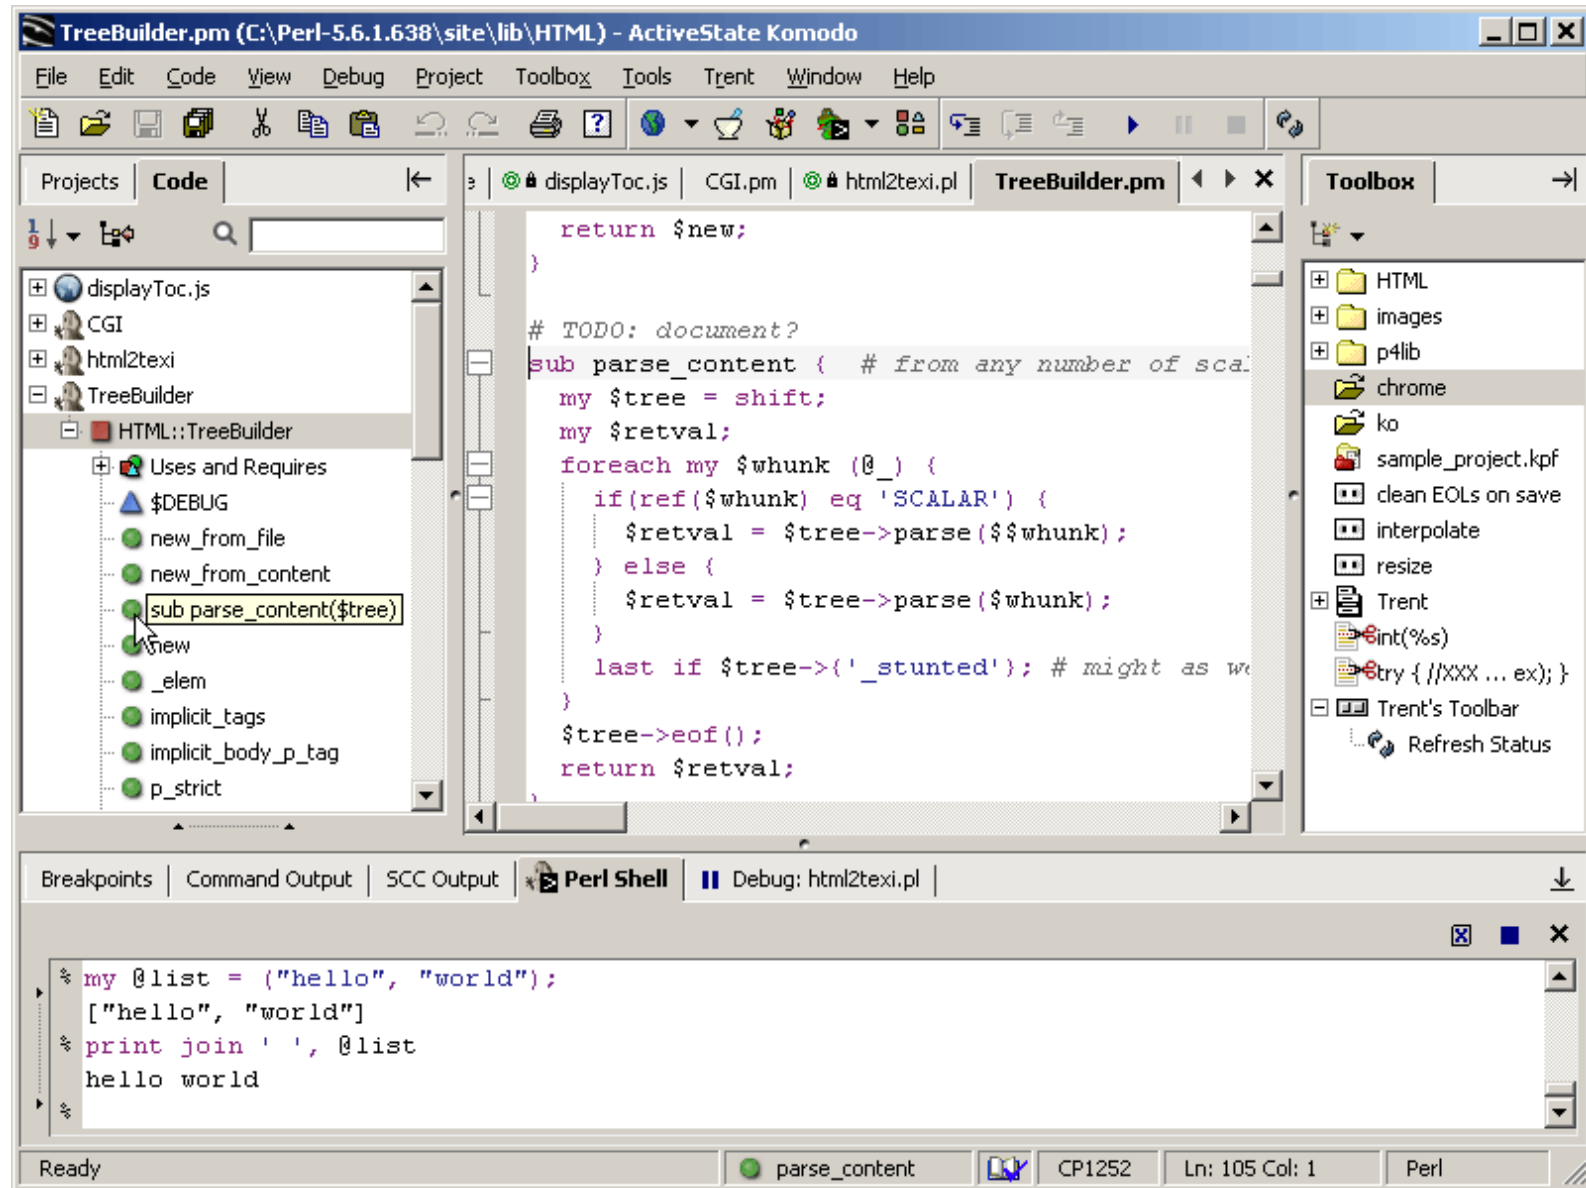 TreeBuilder.pm (C:\Perl-5.6.1.638\site\lib\HTML) - ActiveState Komodo
File Edit Code View Debug Project Toolbox Tools Trent Window Help
Projects Code
displayToc.js
CGI
html2texi
TreeBuilder
HTML::TreeBuilder
Uses and Requires
$DEBUG
new_from_file
new_from_content
sub parse_content($tree)
new
_elem
implicit_tags
implicit_body_p_tag
p_strict
e displayToc.js CGI.pm html2texi.pl TreeBuilder.pm
return $new;
}
# TODO: document?
sub parse_content { # from any number of scal
my $tree = shift;
my $retval;
foreach my $whunk (@_) {
if(ref($whunk) eq 'SCALAR') {
$retval = $tree->parse($$whunk);
} else {
$retval = $tree->parse($whunk);
}
last if $tree->{'_stunted'}; # might as we
}
$tree->eof();
return $retval;
}
Toolbox
HTML
images
p4lib
chrome
ko
sample_project.kpf
clean EOLs on save
interpolate
resize
Trent
int(%s)
try { //XXX ... ex); }
Trent's Toolbar
Refresh Status
Breakpoints Command Output SCC Output Perl Shell Debug: html2texi.pl
% my @list = ("hello", "world");
["hello", "world"]
% print join ' ', @list
hello world
%
Ready parse_content CP1252 Ln: 105 Col: 1 Perl